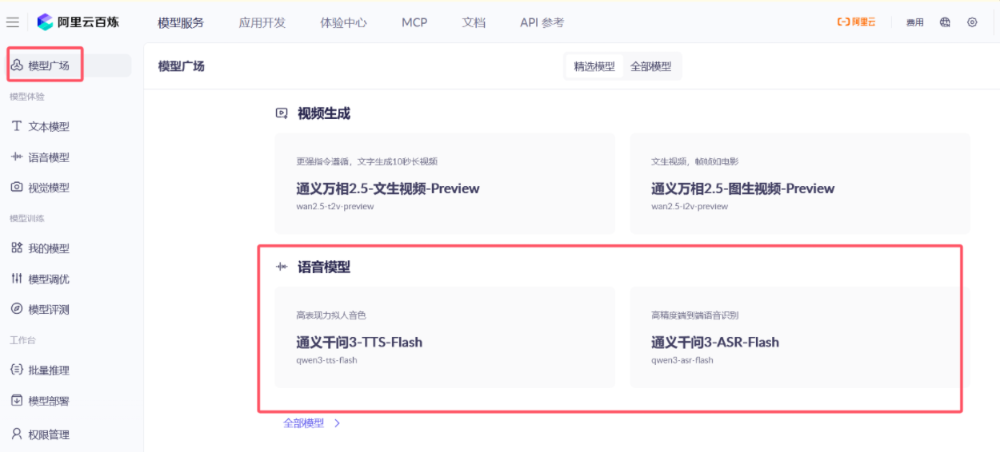 阿里云百炼 模型服务 应用开发 体验中心 MCP 文档 API 参考 阿里云 费用
模型广场
模型体验
文本模型
语音模型
视觉模型
模型训练
我的模型
模型调优
模型评测
工作台
批量推理
模型部署
权限管理
模型广场 精选模型 全部模型
视频生成
更强指令遵循，文字生成10秒长视频
通义万相2.5-文生视频-Preview
wan2.5-t2v-preview
文生视频，帧帧如电影
通义万相2.5-图生视频-Preview
wan2.5-i2v-preview
语音模型
高表现力拟人音色
通义千问3-TTS-Flash
qwen3-tts-flash
高精度端到端语音识别
通义千问3-ASR-Flash
qwen3-asr-flash
全部模型